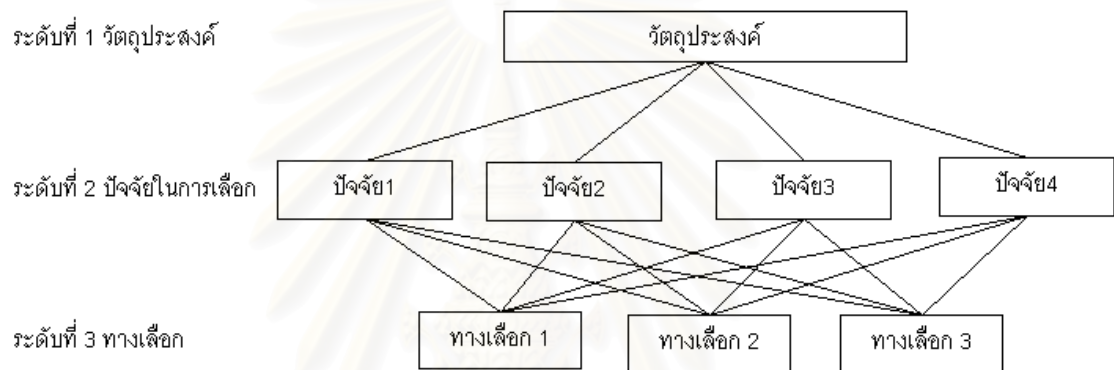 ระดับที่ 1 วัตถุประสงค์
วัตถุประสงค์
ระดับที่ 2 ปัจจัยในการเลือก
ปัจจัย1
ปัจจัย2
ปัจจัย3
ปัจจัย4
ระดับที่ 3 ทางเลือก
ทางเลือก 1
ทางเลือก 2
ทางเลือก 3